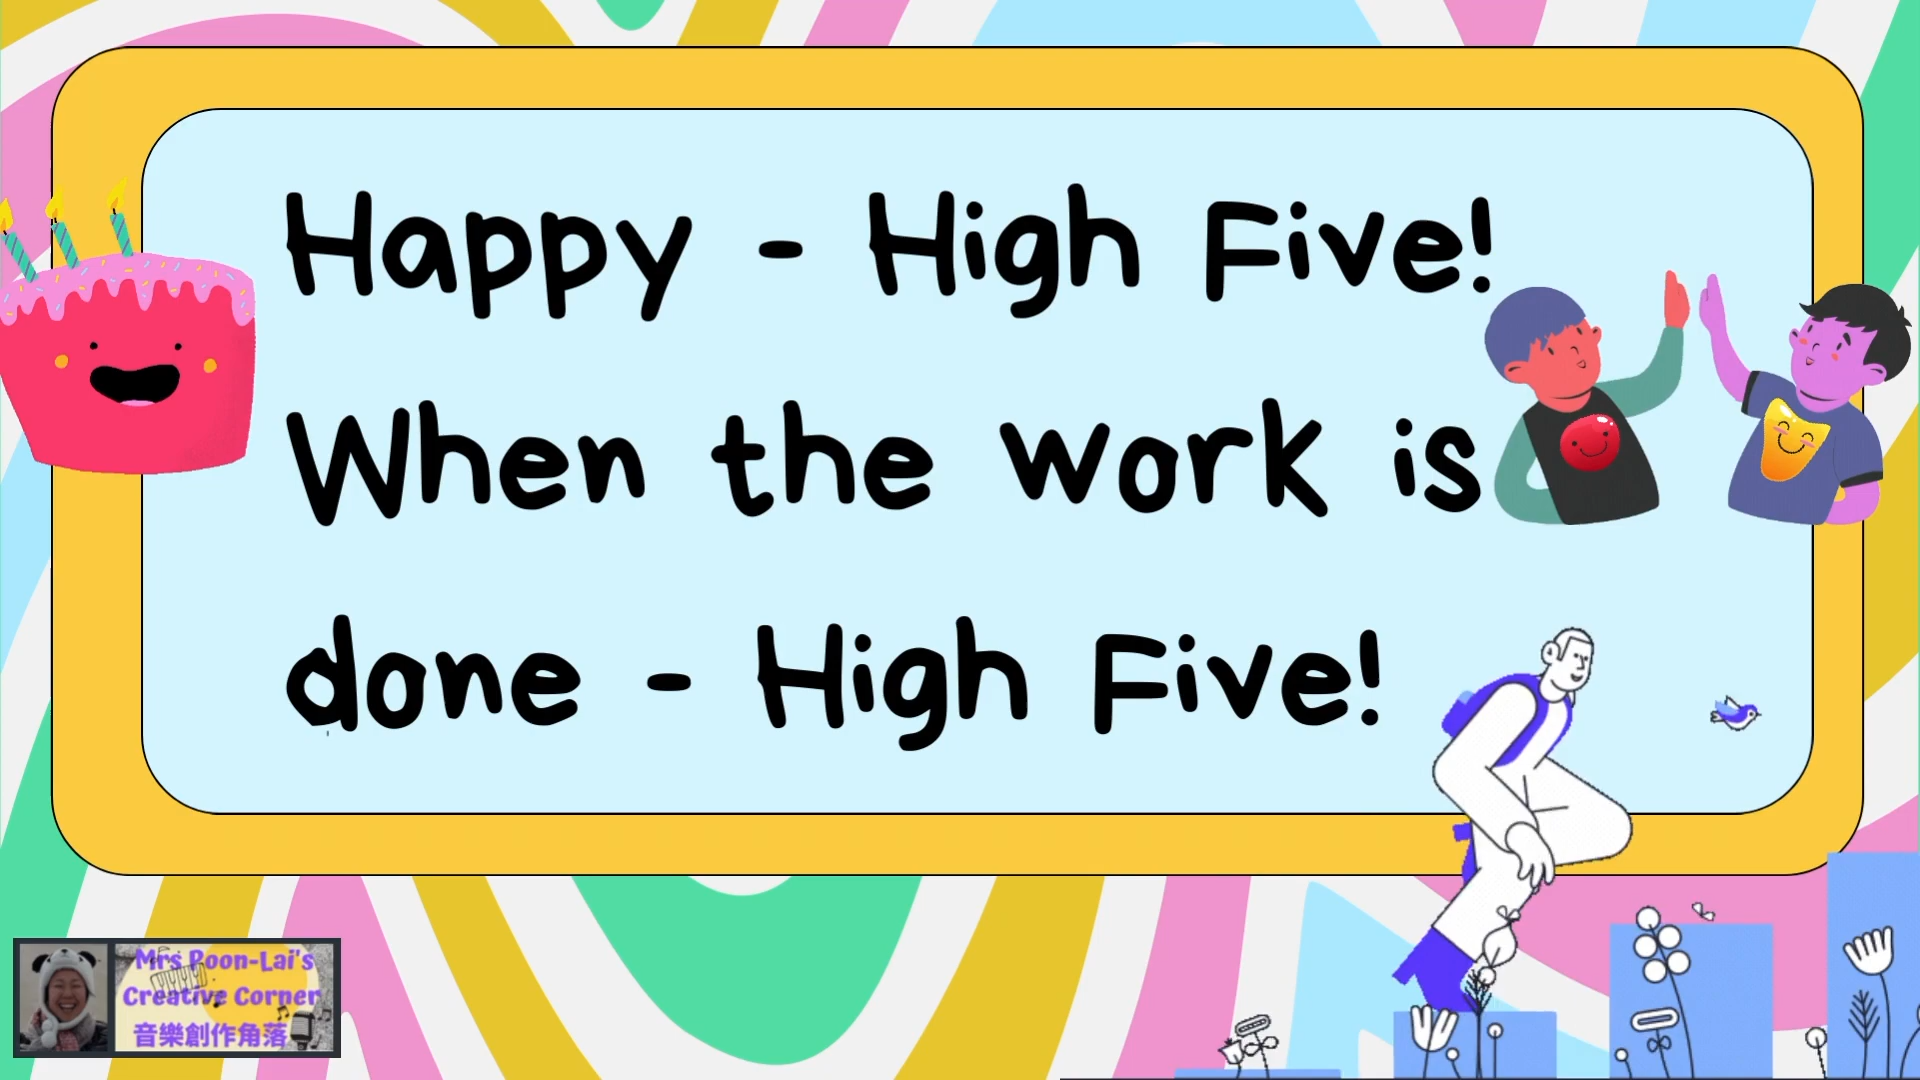 Happy - High Five!
When the work is
done - High Five!
Mrs Poon-Lai's
Creative Corner
音樂創作角落